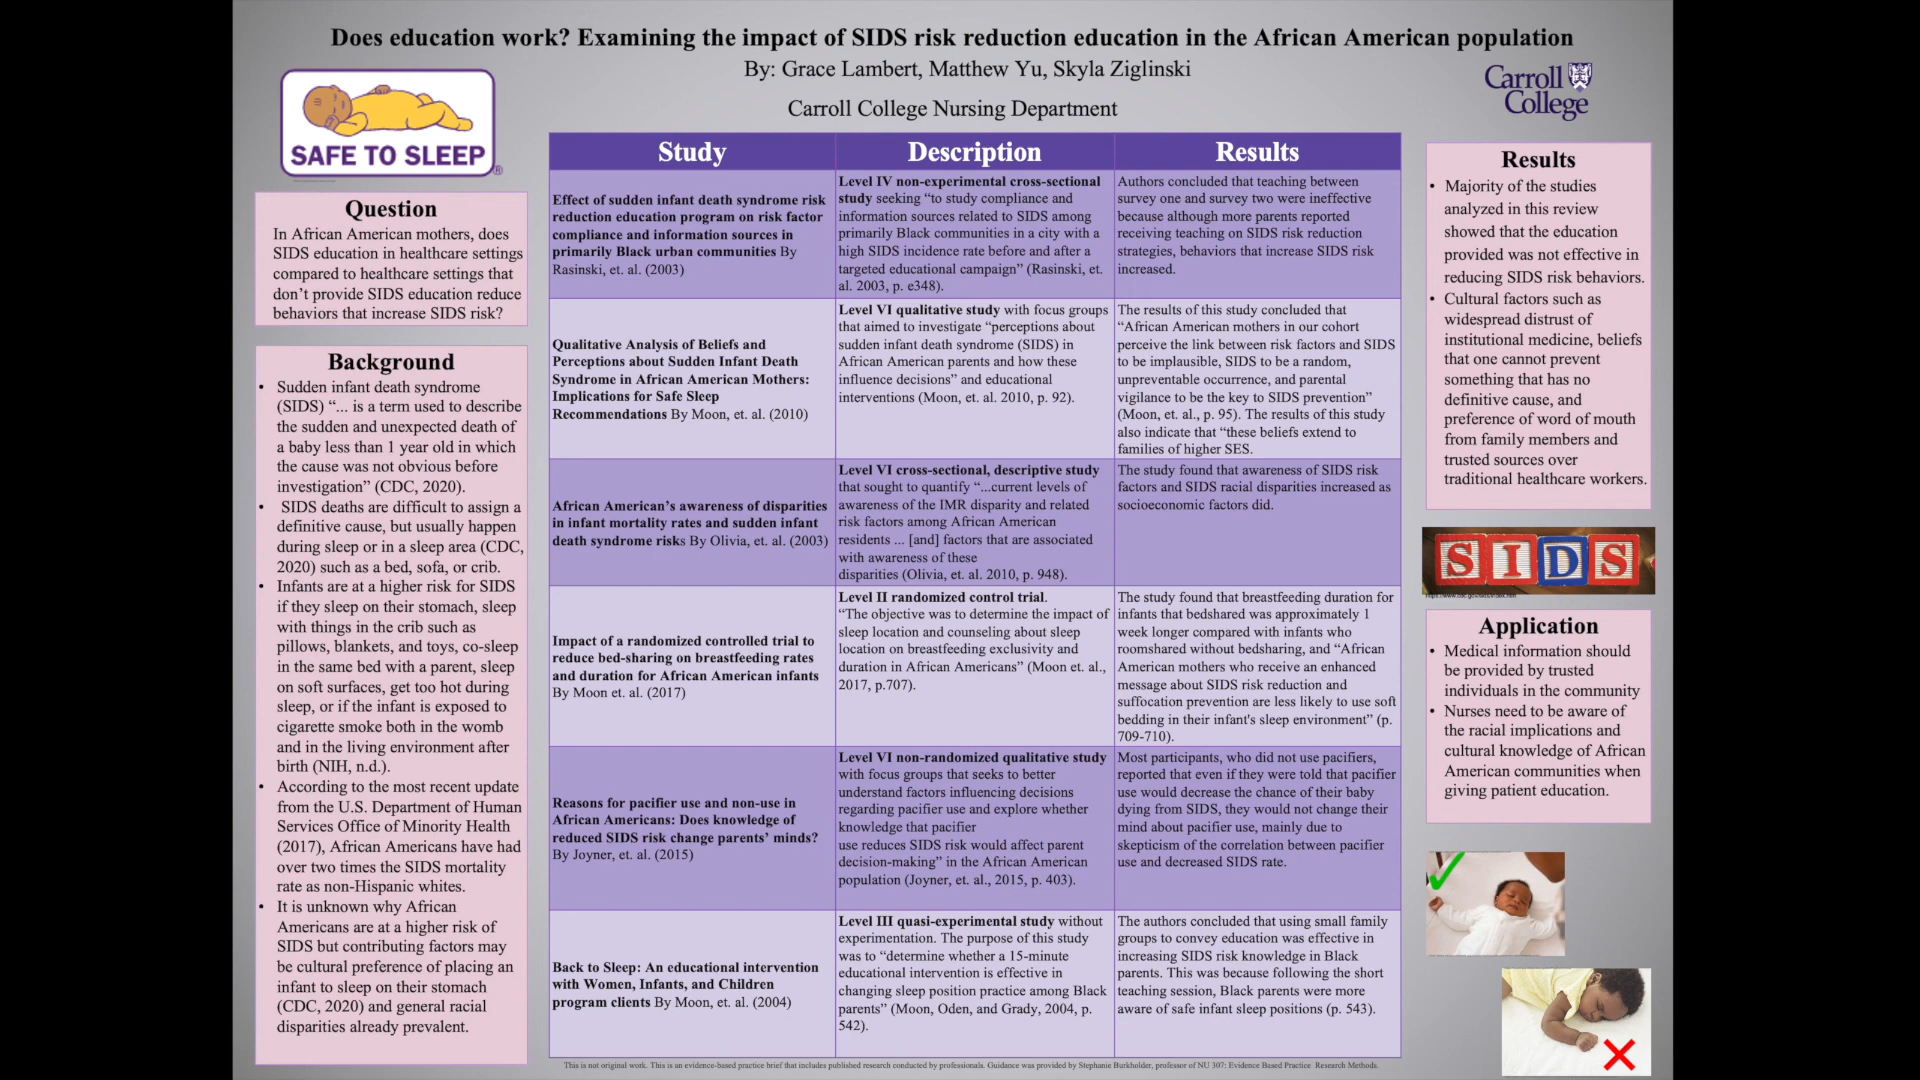 Does education work? Examining the impact of SIDS risk reduction education in the African American population
By: Grace Lambert, Matthew Yu, Skyla Ziglinski
Carroll College Nursing Department
SAFE TO SLEEP
®
Carroll
College
Question
In African American mothers, does
SIDS education in healthcare settings
compared to healthcare settings that
don’t provide SIDS education reduce
behaviors that increase SIDS risk?
Background
• Sudden infant death syndrome
(SIDS) “... is a term used to describe
the sudden and unexpected death of
a baby less than 1 year old in which
the cause was not obvious before
investigation” (CDC, 2020).
• SIDS deaths are difficult to assign a
definitive cause, but usually happen
during sleep or in a sleep area (CDC,
2020) such as a bed, sofa, or crib.
• Infants are at a higher risk for SIDS
if they sleep on their stomach, sleep
with things in the crib such as
pillows, blankets, and toys, co-sleep
in the same bed with a parent, sleep
on soft surfaces, get too hot during
sleep, or if the infant is exposed to
cigarette smoke both in the womb
and in the living environment after
birth (NIH, n.d.).
• According to the most recent update
from the U.S. Department of Human
Services Office of Minority Health
(2017), African Americans have had
over two times the SIDS mortality
rate as non-Hispanic whites.
• It is unknown why African
Americans are at a higher risk of
SIDS but contributing factors may
be cultural preference of placing an
infant to sleep on their stomach
(CDC, 2020) and general racial
disparities already prevalent.
Study
Description
Results
Effect of sudden infant death syndrome risk
reduction education program on risk factor
compliance and information sources in
primarily Black urban communities By
Rasinski, et. al. (2003)
Level IV non-experimental cross-sectional
study seeking “to study compliance and
information sources related to SIDS among
primarily Black communities in a city with a
high SIDS incidence rate before and after a
targeted educational campaign” (Rasinski, et.
al. 2003, p. e348).
Authors concluded that teaching between
survey one and survey two were ineffective
because although more parents reported
receiving teaching on SIDS risk reduction
strategies, behaviors that increase SIDS risk
increased.
Qualitative Analysis of Beliefs and
Perceptions about Sudden Infant Death
Syndrome in African American Mothers:
Implications for Safe Sleep
Recommendations By Moon, et. al. (2010)
Level VI qualitative study with focus groups
that aimed to investigate “perceptions about
sudden infant death syndrome (SIDS) in
African American parents and how these
influence decisions” and educational
interventions (Moon, et. al. 2010, p. 92).
The results of this study concluded that
“African American mothers in our cohort
perceive the link between risk factors and SIDS
to be implausible, SIDS to be a random,
unpreventable occurrence, and parental
vigilance to be the key to SIDS prevention”
(Moon, et. al., p. 95). The results of this study
also indicate that “these beliefs extend to
families of higher SES.
African American’s awareness of disparities
in infant mortality rates and sudden infant
death syndrome risks By Olivia, et. al. (2003)
Level VI cross-sectional, descriptive study
that sought to quantify “...current levels of
awareness of the IMR disparity and related
risk factors among African American
residents ... [and] factors that are associated
with awareness of these
disparities (Olivia, et. al. 2010, p. 948).
The study found that awareness of SIDS risk
factors and SIDS racial disparities increased as
socioeconomic factors did.
Impact of a randomized controlled trial to
reduce bed-sharing on breastfeeding rates
and duration for African American infants
By Moon et. al. (2017)
Level II randomized control trial.
“The objective was to determine the impact of
sleep location and counseling about sleep
location on breastfeeding exclusivity and
duration in African Americans” (Moon et. al.,
2017, p.707).
The study found that breastfeeding duration for
infants that bedshared was approximately 1
week longer compared with infants who
roomshared without bedsharing, and “African
American mothers who receive an enhanced
message about SIDS risk reduction and
suffocation prevention are less likely to use soft
bedding in their infant's sleep environment” (p.
709-710).
Reasons for pacifier use and non-use in
African Americans: Does knowledge of
reduced SIDS risk change parents’ minds?
By Joyner, et. al. (2015)
Level VI non-randomized qualitative study
with focus groups that seeks to better
understand factors influencing decisions
regarding pacifier use and explore whether
knowledge that pacifier
use reduces SIDS risk would affect parent
decision-making” in the African American
population (Joyner, et. al., 2015, p. 403).
Most participants, who did not use pacifiers,
reported that even if they were told that pacifier
use would decrease the chance of their baby
dying from SIDS, they would not change their
mind about pacifier use, mainly due to
skepticism of the correlation between pacifier
use and decreased SIDS rate.
Back to Sleep: An educational intervention
with Women, Infants, and Children
program clients By Moon, et. al. (2004)
Level III quasi-experimental study without
experimentation. The purpose of this study
was to “determine whether a 15-minute
educational intervention is effective in
changing sleep position practice among Black
parents” (Moon, Oden, and Grady, 2004, p.
542).
The authors concluded that using small family
groups to convey education was effective in
increasing SIDS risk knowledge in Black
parents. This was because following the short
teaching session, Black parents were more
aware of safe infant sleep positions (p. 543).
This is not original work. This is an evidence-based practice brief that includes published research conducted by professionals. Guidance was provided by Stephanie Burkholder, professor of NU 307: Evidence Based Practice Research Methods.
Results
• Majority of the studies
analyzed in this review
showed that the education
provided was not effective in
reducing SIDS risk behaviors.
• Cultural factors such as
widespread distrust of
institutional medicine, beliefs
that one cannot prevent
something that has no
definitive cause, and
preference of word of mouth
from family members and
trusted sources over
traditional healthcare workers.
SIDS
https://www.cdc.gov/sids/index.htm
Application
• Medical information should
be provided by trusted
individuals in the community
• Nurses need to be aware of
the racial implications and
cultural knowledge of African
American communities when
giving patient education.